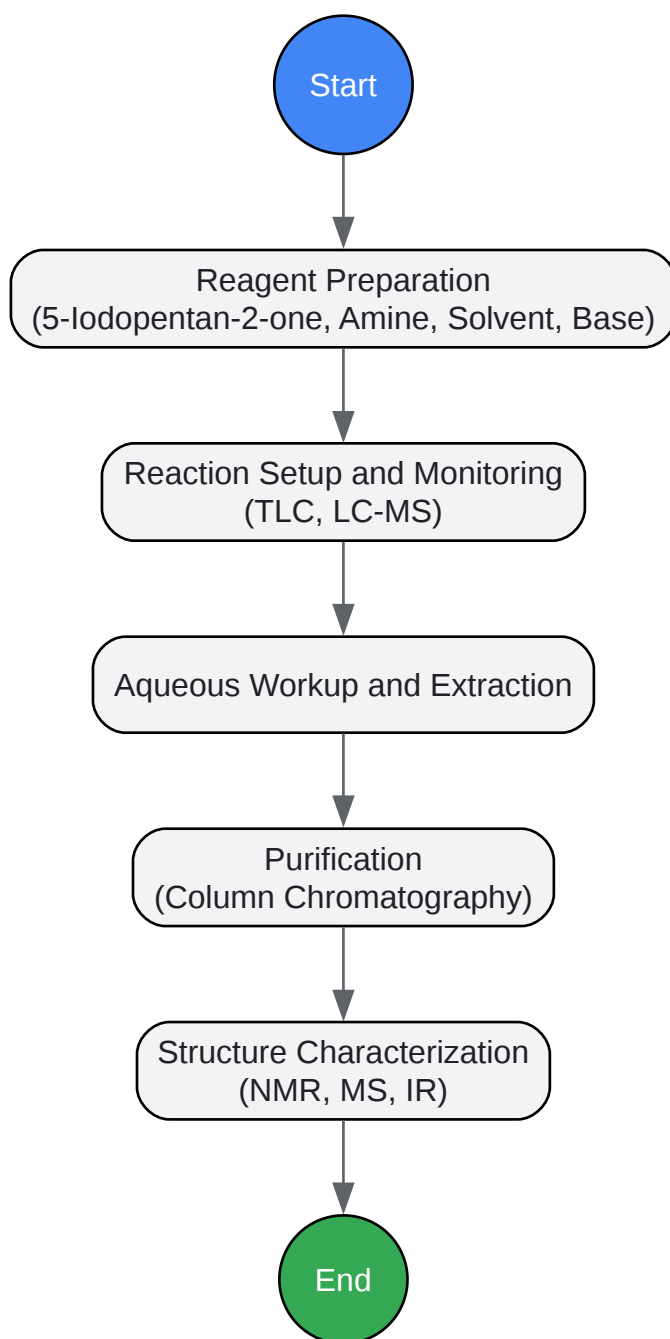 Start
Reagent Preparation
(5-Iodopentan-2-one, Amine, Solvent, Base)
Reaction Setup and Monitoring
(TLC, LC-MS)
Aqueous Workup and Extraction
Purification
(Column Chromatography)
Structure Characterization
(NMR, MS, IR)
End